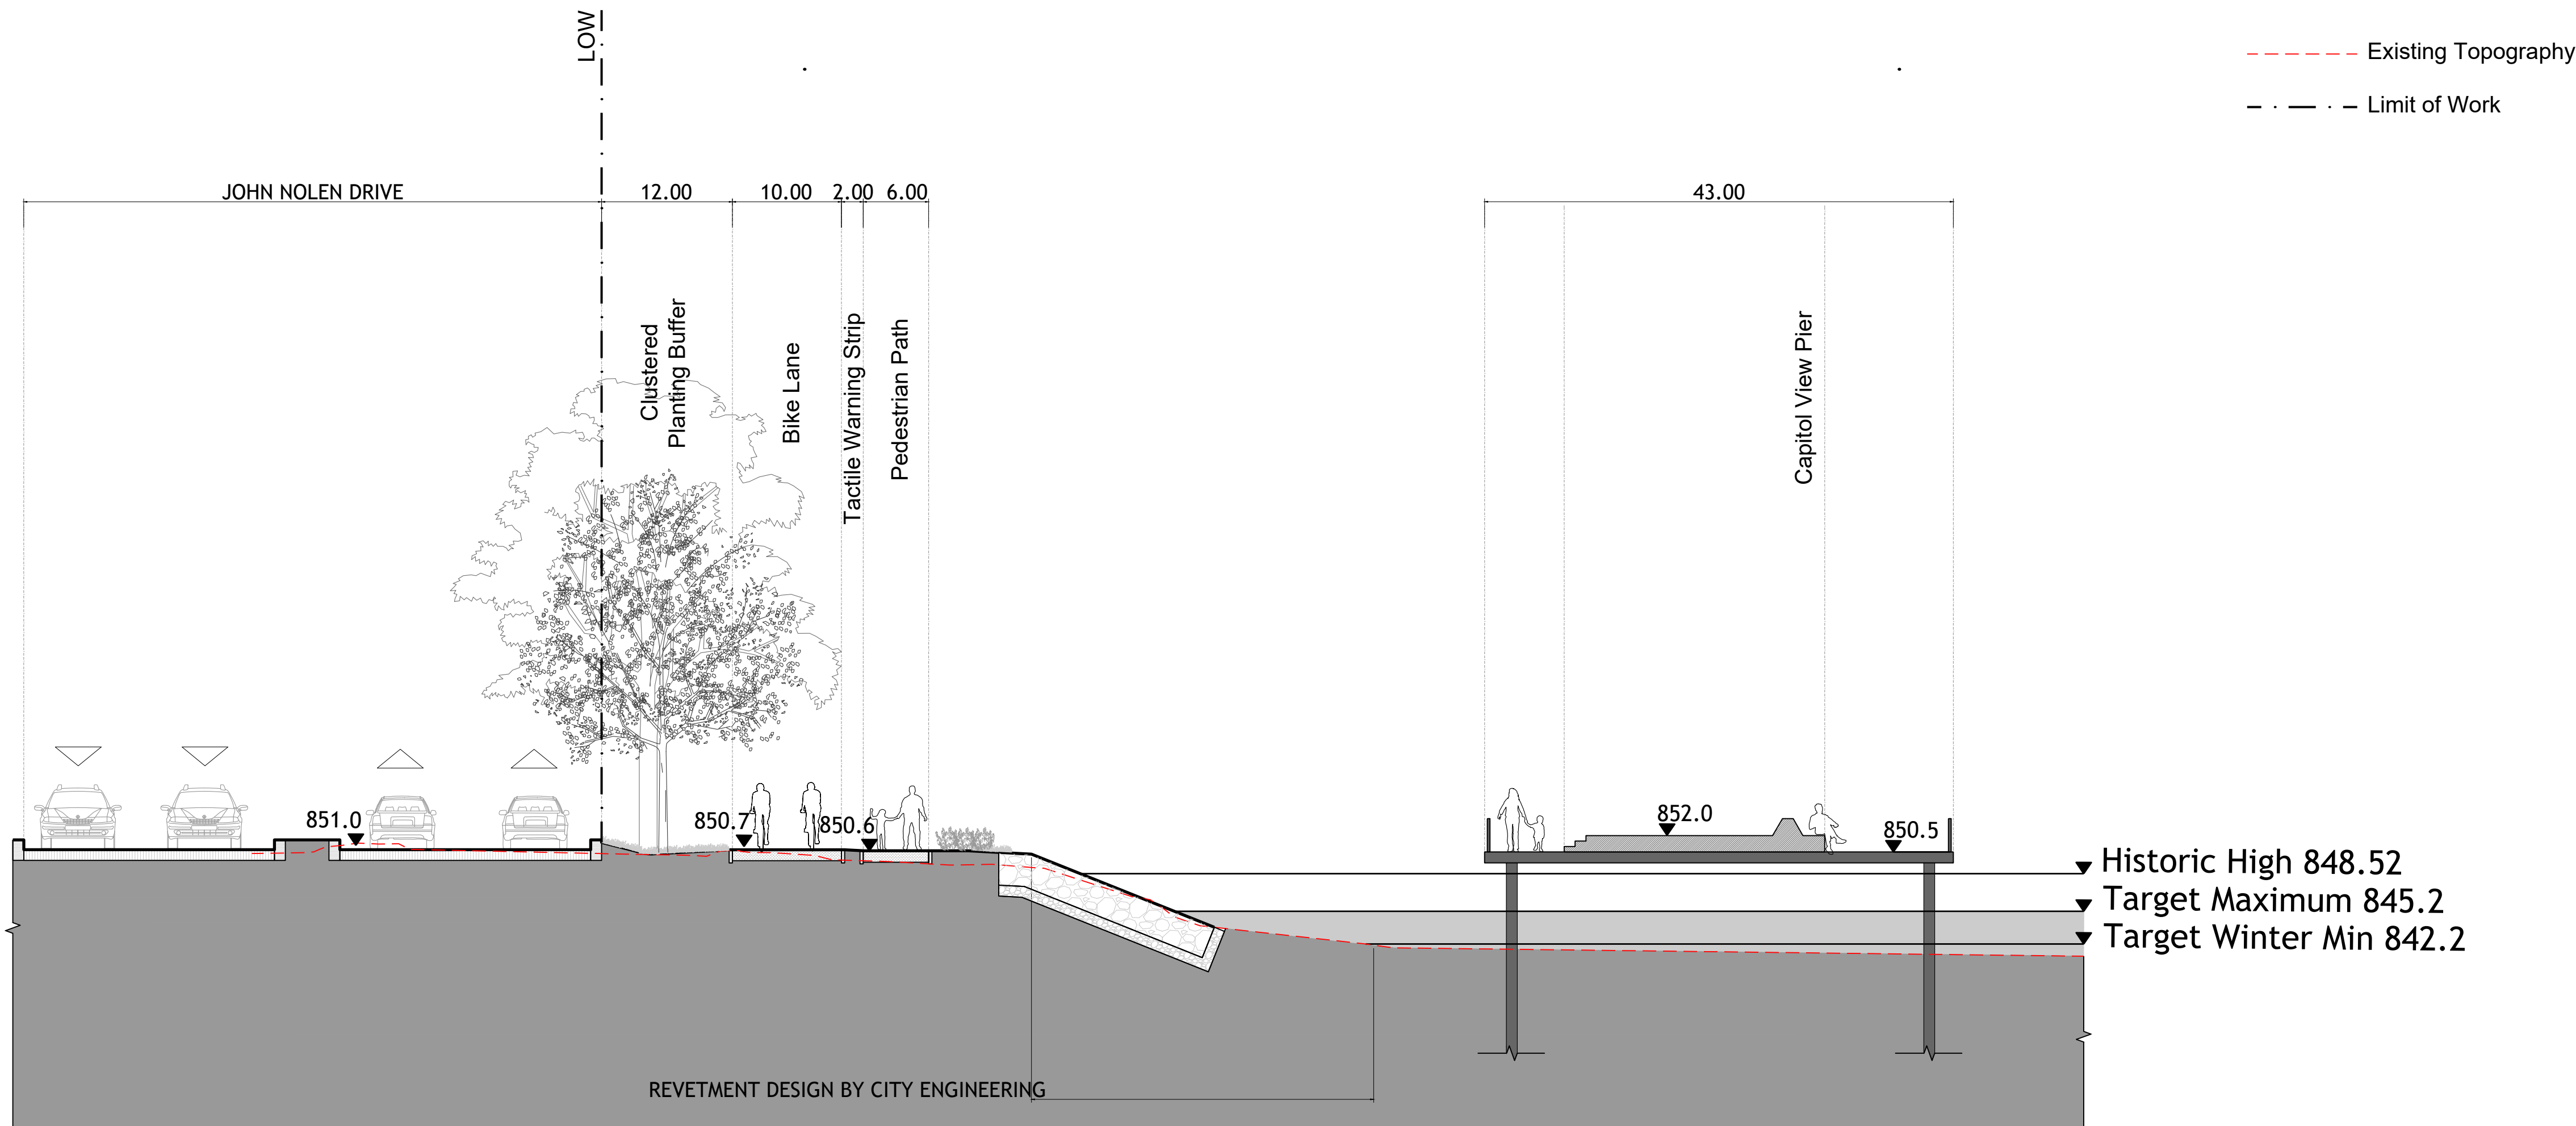 LOW
Existing Topography
Limit of Work
JOHN NOLEN DRIVE
12.00
10.00
2.00
6.00
43.00
Clustered
Planting Buffer
Bike Lane
Tactile Warning Strip
Pedestrian Path
Capitol View Pier
851.0
850.7
850.6
852.0
850.5
Historic High 848.52
Target Maximum 845.2
Target Winter Min 842.2
REVETMENT DESIGN BY CITY ENGINEERING